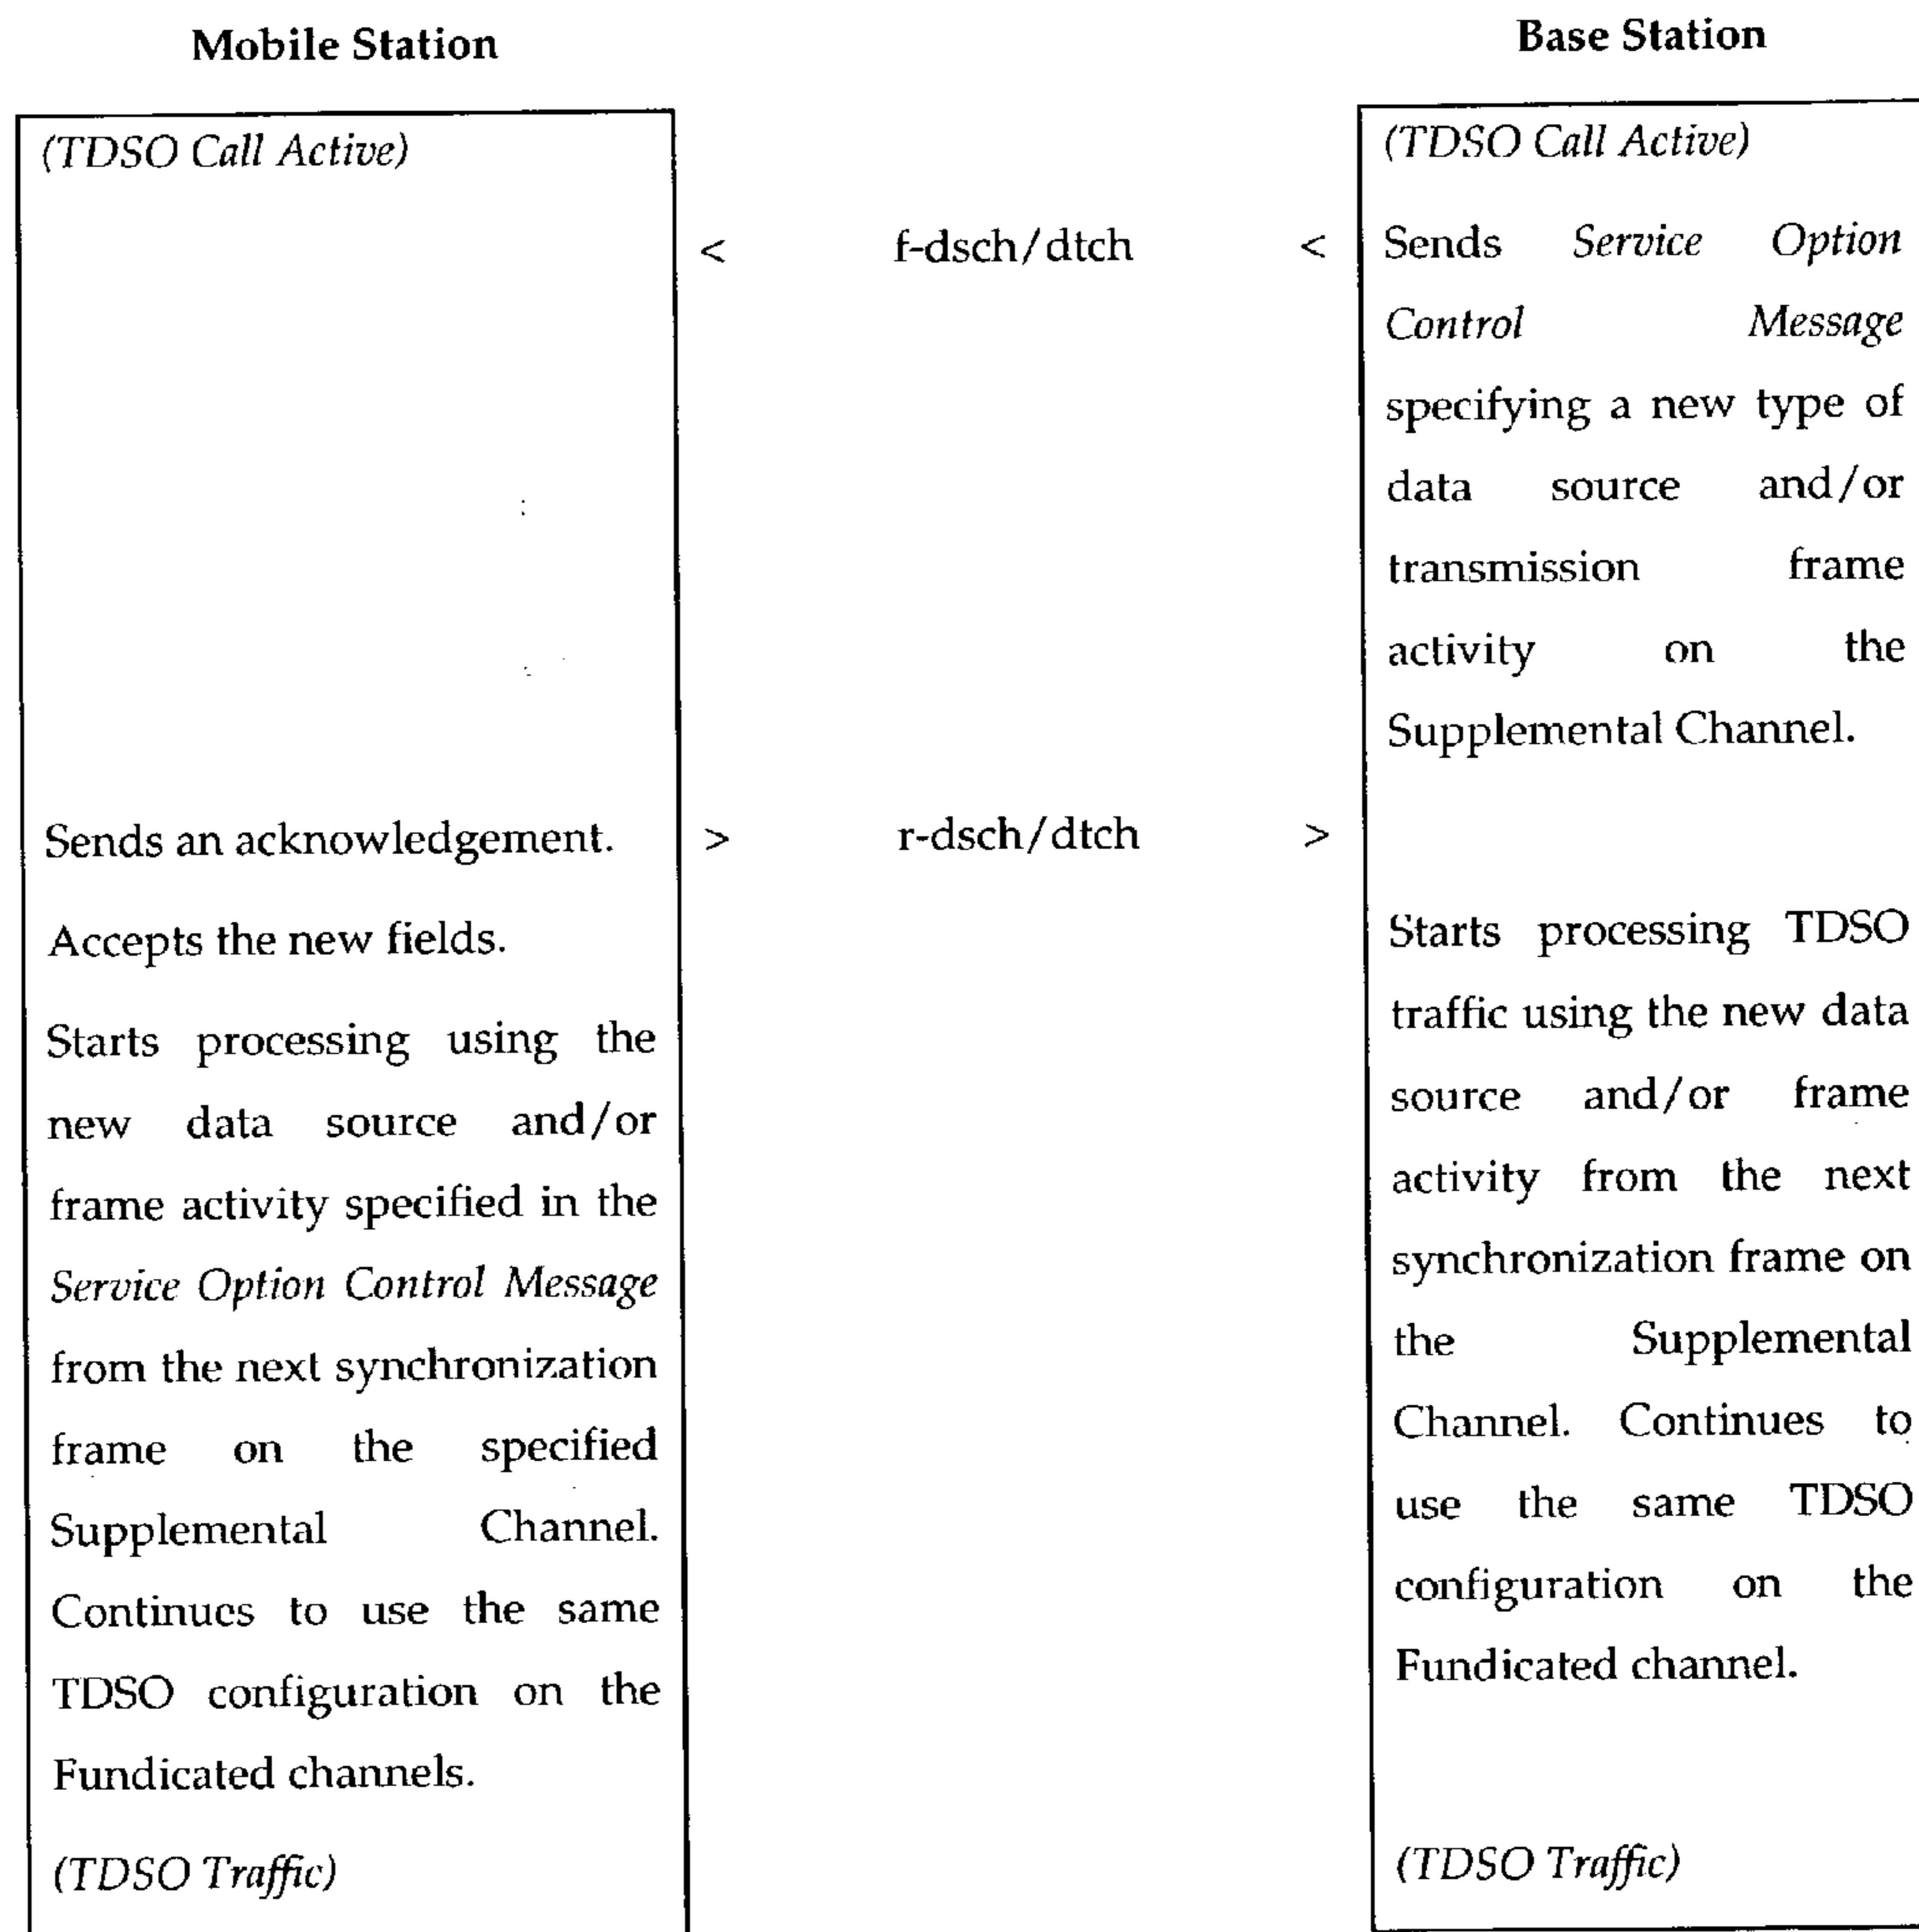 Mobile Station
Base Station
(TDSO Call Active)
(TDSO Call Active)
< f-dsch/dtch <
Sends Service Option
Control Message
specifying a new type of
data source and/or
transmission frame
activity on the
Supplemental Channel.
Sends an acknowledgement.
> r-dsch/dtch >
Accepts the new fields.
Starts processing using the
new data source and/or
frame activity specified in the
Service Option Control Message
from the next synchronization
frame on the specified
Supplemental Channel.
Continues to use the same
TDSO configuration on the
Fundicated channels.
(TDSO Traffic)
Starts processing TDSO
traffic using the new data
source and/or frame
activity from the next
synchronization frame on
the Supplemental
Channel. Continues to
use the same TDSO
configuration on the
Fundicated channel.
(TDSO Traffic)